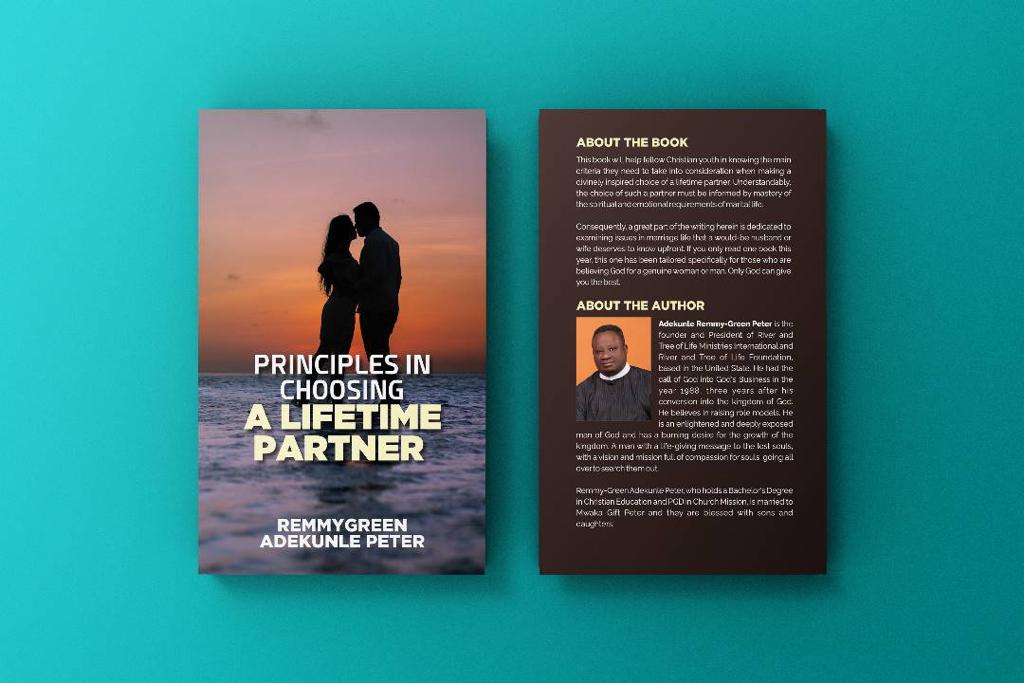 PRINCIPLES IN
CHOOSING
A LIFETIME
PARTNER
REMMYGREEN
ADEKUNLE PETER
ABOUT THE BOOK
This book will help fellow Christian youth in knowing the main
criteria they need to take into consideration when making a
divinely inspired choice of a lifetime partner. Understandably,
the choice of such a partner must be informed by mastery of
the spiritual and emotional requirements of marital life.
Consequently, a great part of the writing herein is dedicated to
examining issues in marriage life that a would-be husband or
wife deserves to know upfront. If you only read one book this
year, this one has been tailored specifically for those who are
believing God for a genuine woman or man. Only God can give
you the best.
ABOUT THE AUTHOR
Adekunle Remmy-Green Peter is the
founder and President of River and
Tree of Life Ministries International and
River and Tree of Life Foundation,
based in the United State. He had the
call of God into God's Business in the
year 1988, three years after his
conversion into the kingdom of God.
He believes in raising role models. He
is an enlightened and deeply exposed
man of God and has a burning desire for the growth of the
kingdom. A man with a life-giving message to the lost souls,
with a vision and mission full of compassion for souls going all
over to search them out.
Remmy-Green Adekunle Peter, who holds a Bachelor's Degree
in Christian Education and PGD in Church Mission, is married to
Mwaka Gift Peter and they are blessed with sons and
daughters.